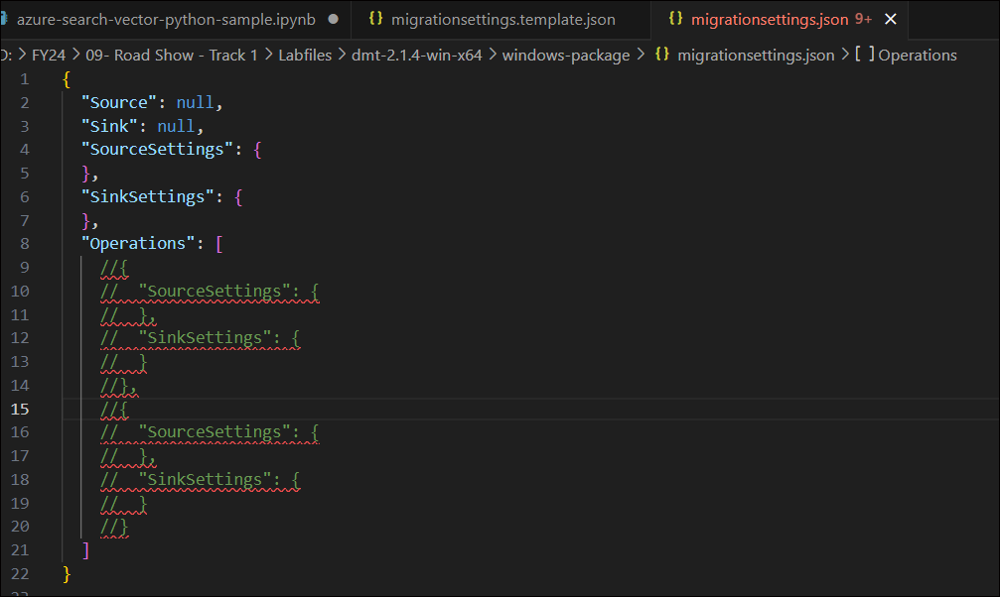 azure-search-vector-python-sample.ipynb ● {} migrationsettings.template.json {} migrationsettings.json 9+ ×
D: > FY24 > 09- Road Show - Track 1 > Labfiles > dmt-2.1.4-win-x64 > windows-package > {} migrationsettings.json > [ ] Operations
1 {
2   "Source": null,
3   "Sink": null,
4   "SourceSettings": {
5   },
6   "SinkSettings": {
7   },
8   "Operations": [
9     //{
10     //  "SourceSettings": {
11     //  },
12     //  "SinkSettings": {
13     //  }
14     //},
15     //{
16     //  "SourceSettings": {
17     //  },
18     //  "SinkSettings": {
19     //  }
20     //}
21   ]
22 }